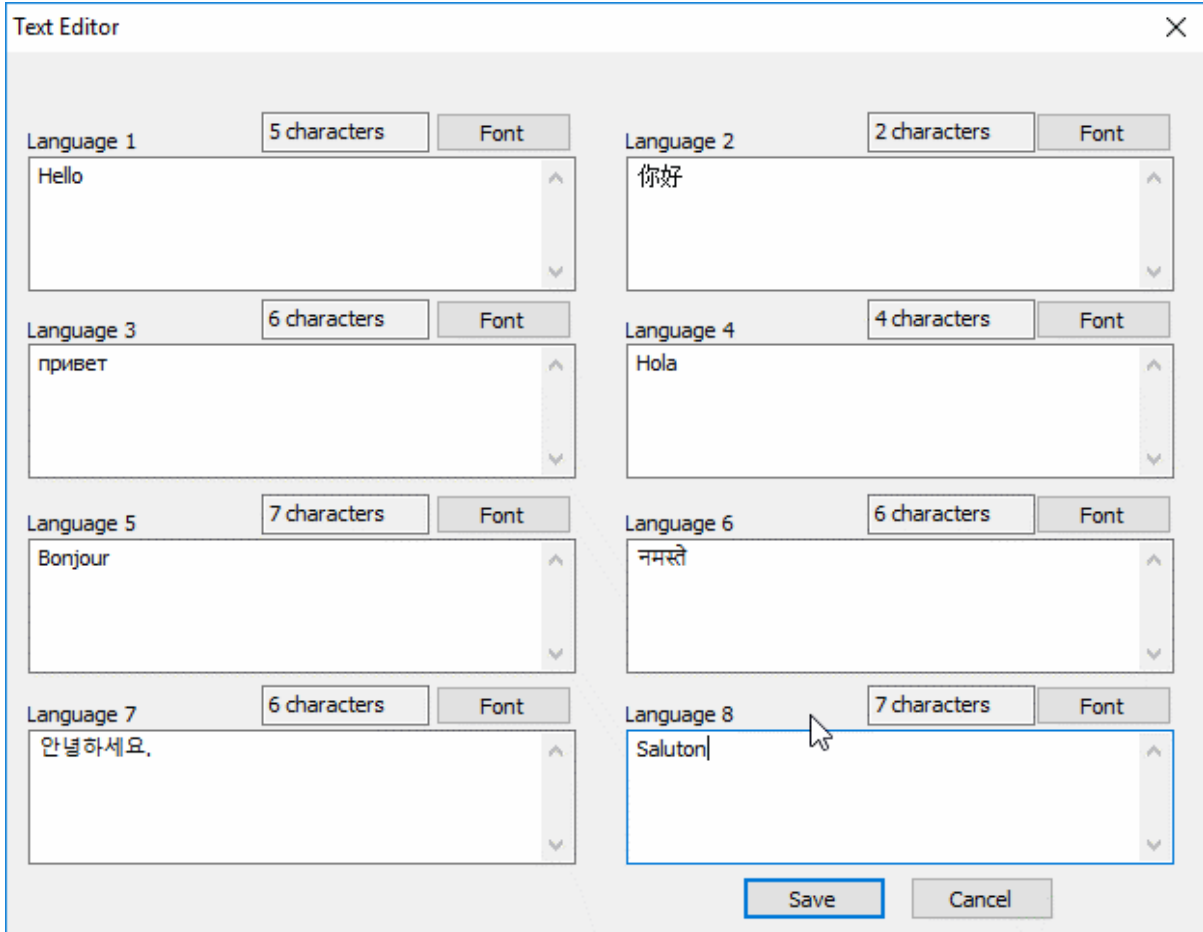 Text Editor
Language 1 5 characters Font
Hello
Language 2 2 characters Font
你好
Language 3 6 characters Font
привет
Language 4 4 characters Font
Hola
Language 5 7 characters Font
Bonjour
Language 6 6 characters Font
नमस्ते
Language 7 6 characters Font
안녕하세요.
Language 8 7 characters Font
Saluton
Save Cancel